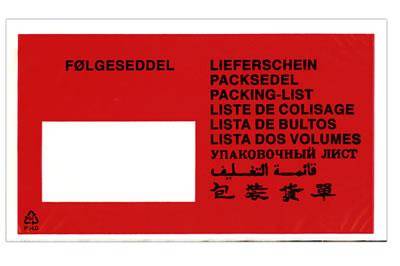 FØLGESEDDEL
LIEFERSCHEIN
PACKSEDEL
PACKING-LIST
LISTE DE COLISAGE
LISTA DE BULTOS
LISTA DOS VOLUMES
УПАКОВОЧНЫЙ ЛИСТ
قائمة التغليف
包装货單